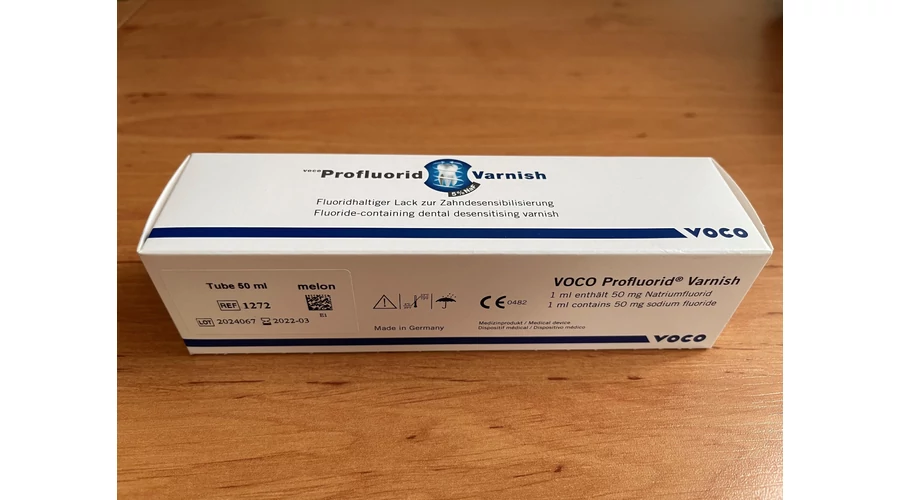 voco Profluorid Varnish
5% NaF
Fluoridhaltiger Lack zur Zahndesensibilisierung
Fluoride-containing dental desensitising varnish
VOCO
Tube 50 ml melon
REF 1272
LOT 2024067 2022-03
Made in Germany
CE 0482
Medizinprodukt / Medical device
Dispositif médical / Dispositivo médico
VOCO Profluorid® Varnish
1 ml enthält 50 mg Natriumfluorid
1 ml contains 50 mg sodium fluoride
VOCO